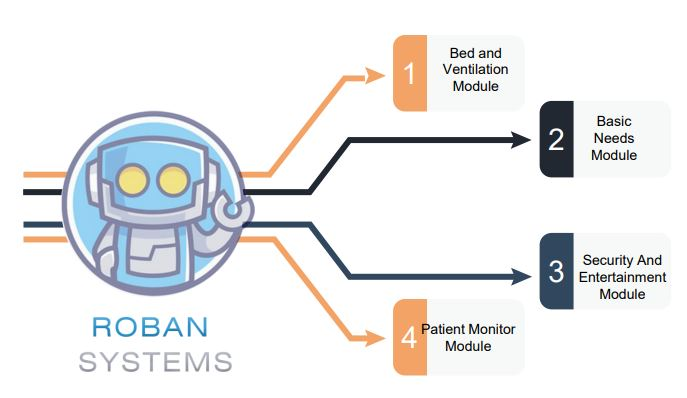 1
Bed and
Ventilation
Module
2
Basic
Needs
Module
3
Security And
Entertainment
Module
4
Patient Monitor
Module
ROBAN
SYSTEMS